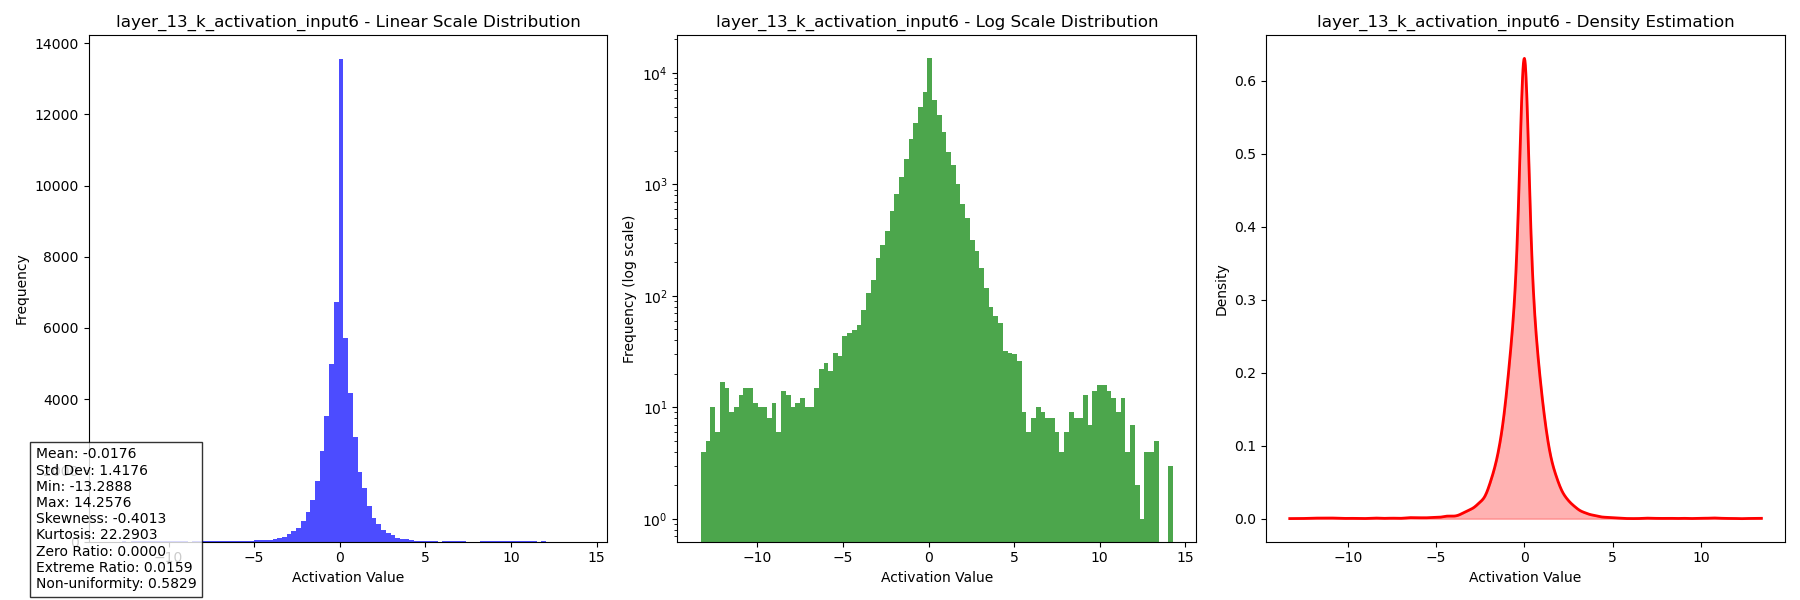 layer_13_k_activation_input6 - Linear Scale Distribution
14000
12000
10000
8000
6000
4000
Frequency
Mean: -0.0176
Std Dev: 1.4176
Min: -13.2888
Max: 14.2576
Skewness: -0.4013
Kurtosis: 22.2903
Zero Ratio: 0.0000
Extreme Ratio: 0.0159
Non-uniformity: 0.5829
−10 −5 0 5 10 15
Activation Value
layer_13_k_activation_input6 - Log Scale Distribution
10⁴
10³
10²
10¹
10⁰
Frequency (log scale)
−10 −5 0 5 10 15
Activation Value
layer_13_k_activation_input6 - Density Estimation
0.6
0.5
0.4
0.3
0.2
0.1
0.0
Density
−10 −5 0 5 10
Activation Value